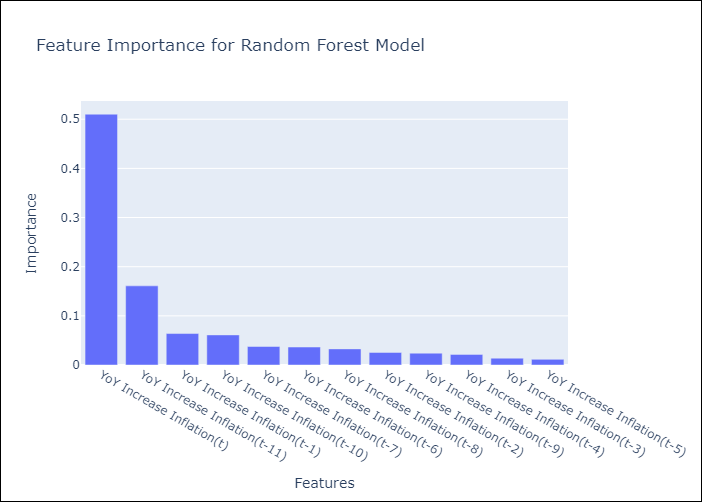 Feature Importance for Random Forest Model
0.5
0.4
0.3
0.2
0.1
0
Importance
YoY Increase Inflation(t)
YoY Increase Inflation(t-11)
YoY Increase Inflation(t-1)
YoY Increase Inflation(t-10)
YoY Increase Inflation(t-7)
YoY Increase Inflation(t-6)
YoY Increase Inflation(t-8)
YoY Increase Inflation(t-2)
YoY Increase Inflation(t-9)
YoY Increase Inflation(t-4)
YoY Increase Inflation(t-3)
YoY Increase Inflation(t-5)
Features